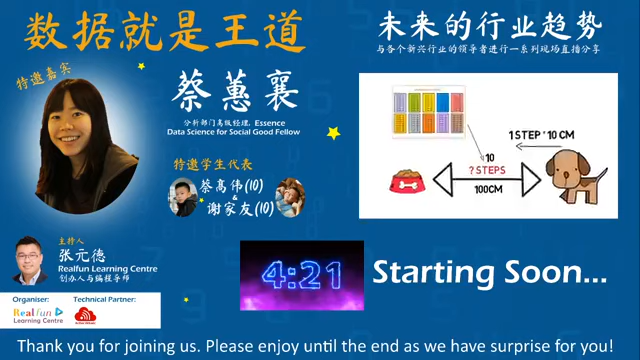 数据就是王道
未来的行业趋势
与各个新兴行业的领导者进行一系列现场直播分享
特邀嘉宾
蔡蕙襄
分析部门高级经理, Essence
Data Science for Social Good Fellow
特邀学生代表
蔡高伟(10)
&
谢家友(10)
1 STEP = 10 CM
10
? STEPS
100CM
主持人
张元德
Realfun Learning Centre
创办人与编程导师
4:21
Starting Soon...
Organiser:
Technical Partner:
Realfun
Learning Centre
Thank you for joining us. Please enjoy until the end as we have surprise for you!